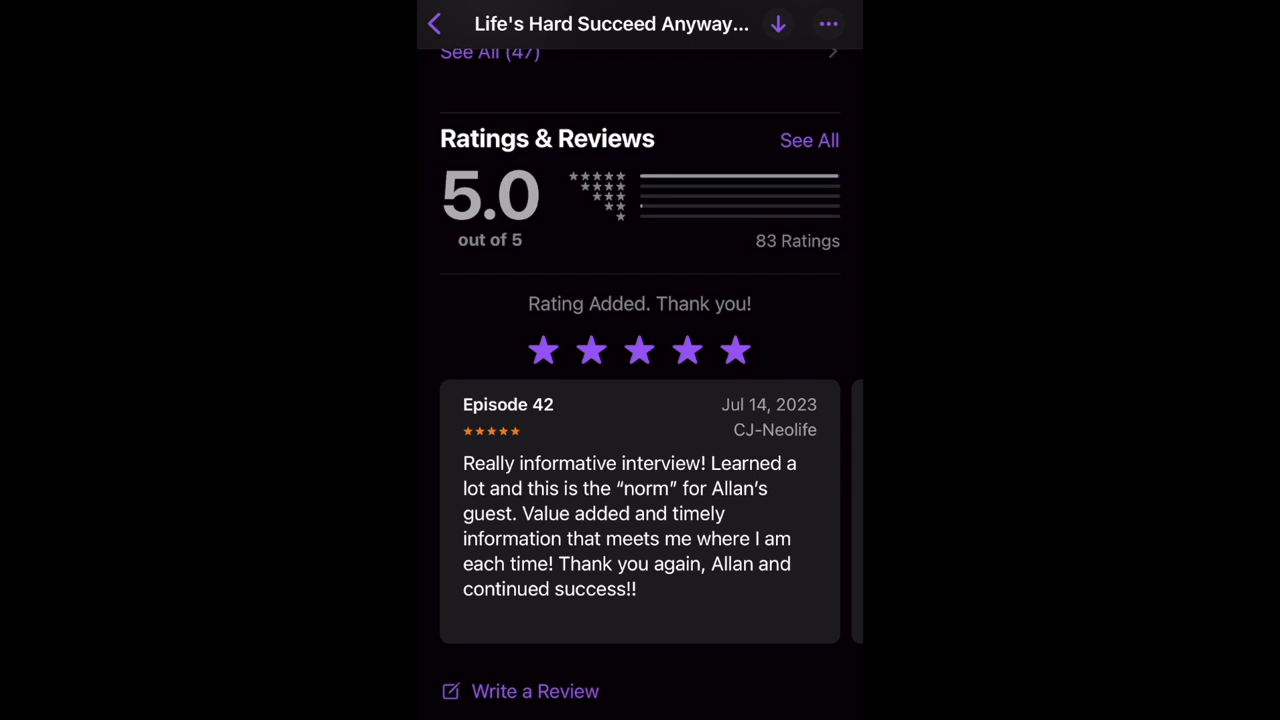 Life's Hard Succeed Anyway...
See All (47)
Ratings & Reviews
See All
5.0
out of 5
83 Ratings
Rating Added. Thank you!
Episode 42
Jul 14, 2023
CJ-Neolife
Really informative interview! Learned a
lot and this is the “norm” for Allan’s
guest. Value added and timely
information that meets me where I am
each time! Thank you again, Allan and
continued success!!
Write a Review